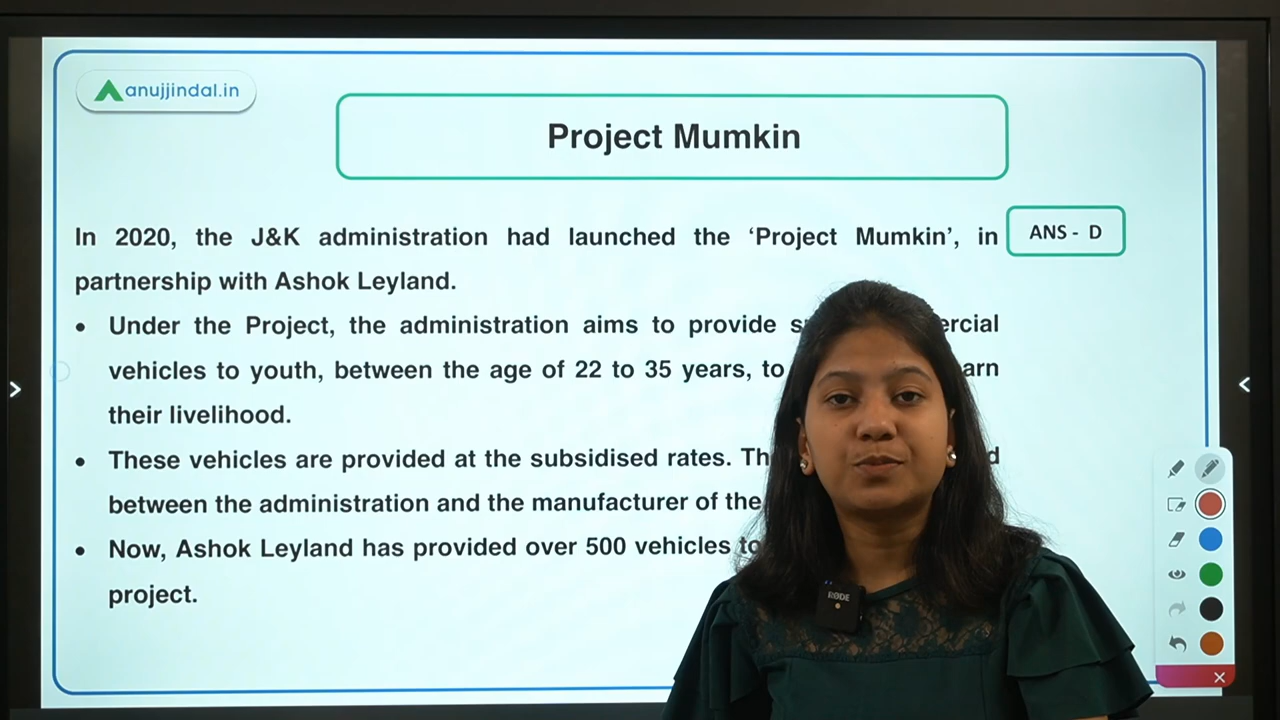 anujjindal.in
Project Mumkin
In 2020, the J&K administration had launched the ‘Project Mumkin’, in
ANS - D
partnership with Ashok Leyland.
• Under the Project, the administration aims to provide
vehicles to youth, between the age of 22 to 35 years, to
their livelihood.
• These vehicles are provided at the subsidised rates.
between the administration and the manufacturer of the
• Now, Ashok Leyland has provided over 500 vehicles to
project.
RØDE